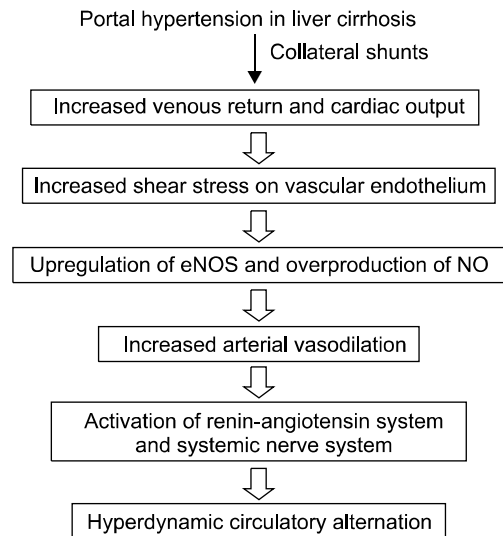 Portal hypertension in liver cirrhosis
Collateral shunts
Increased venous return and cardiac output
Increased shear stress on vascular endothelium
Upregulation of eNOS and overproduction of NO
Increased arterial vasodilation
Activation of renin-angiotensin system
and systemic nerve system
Hyperdynamic circulatory alternation